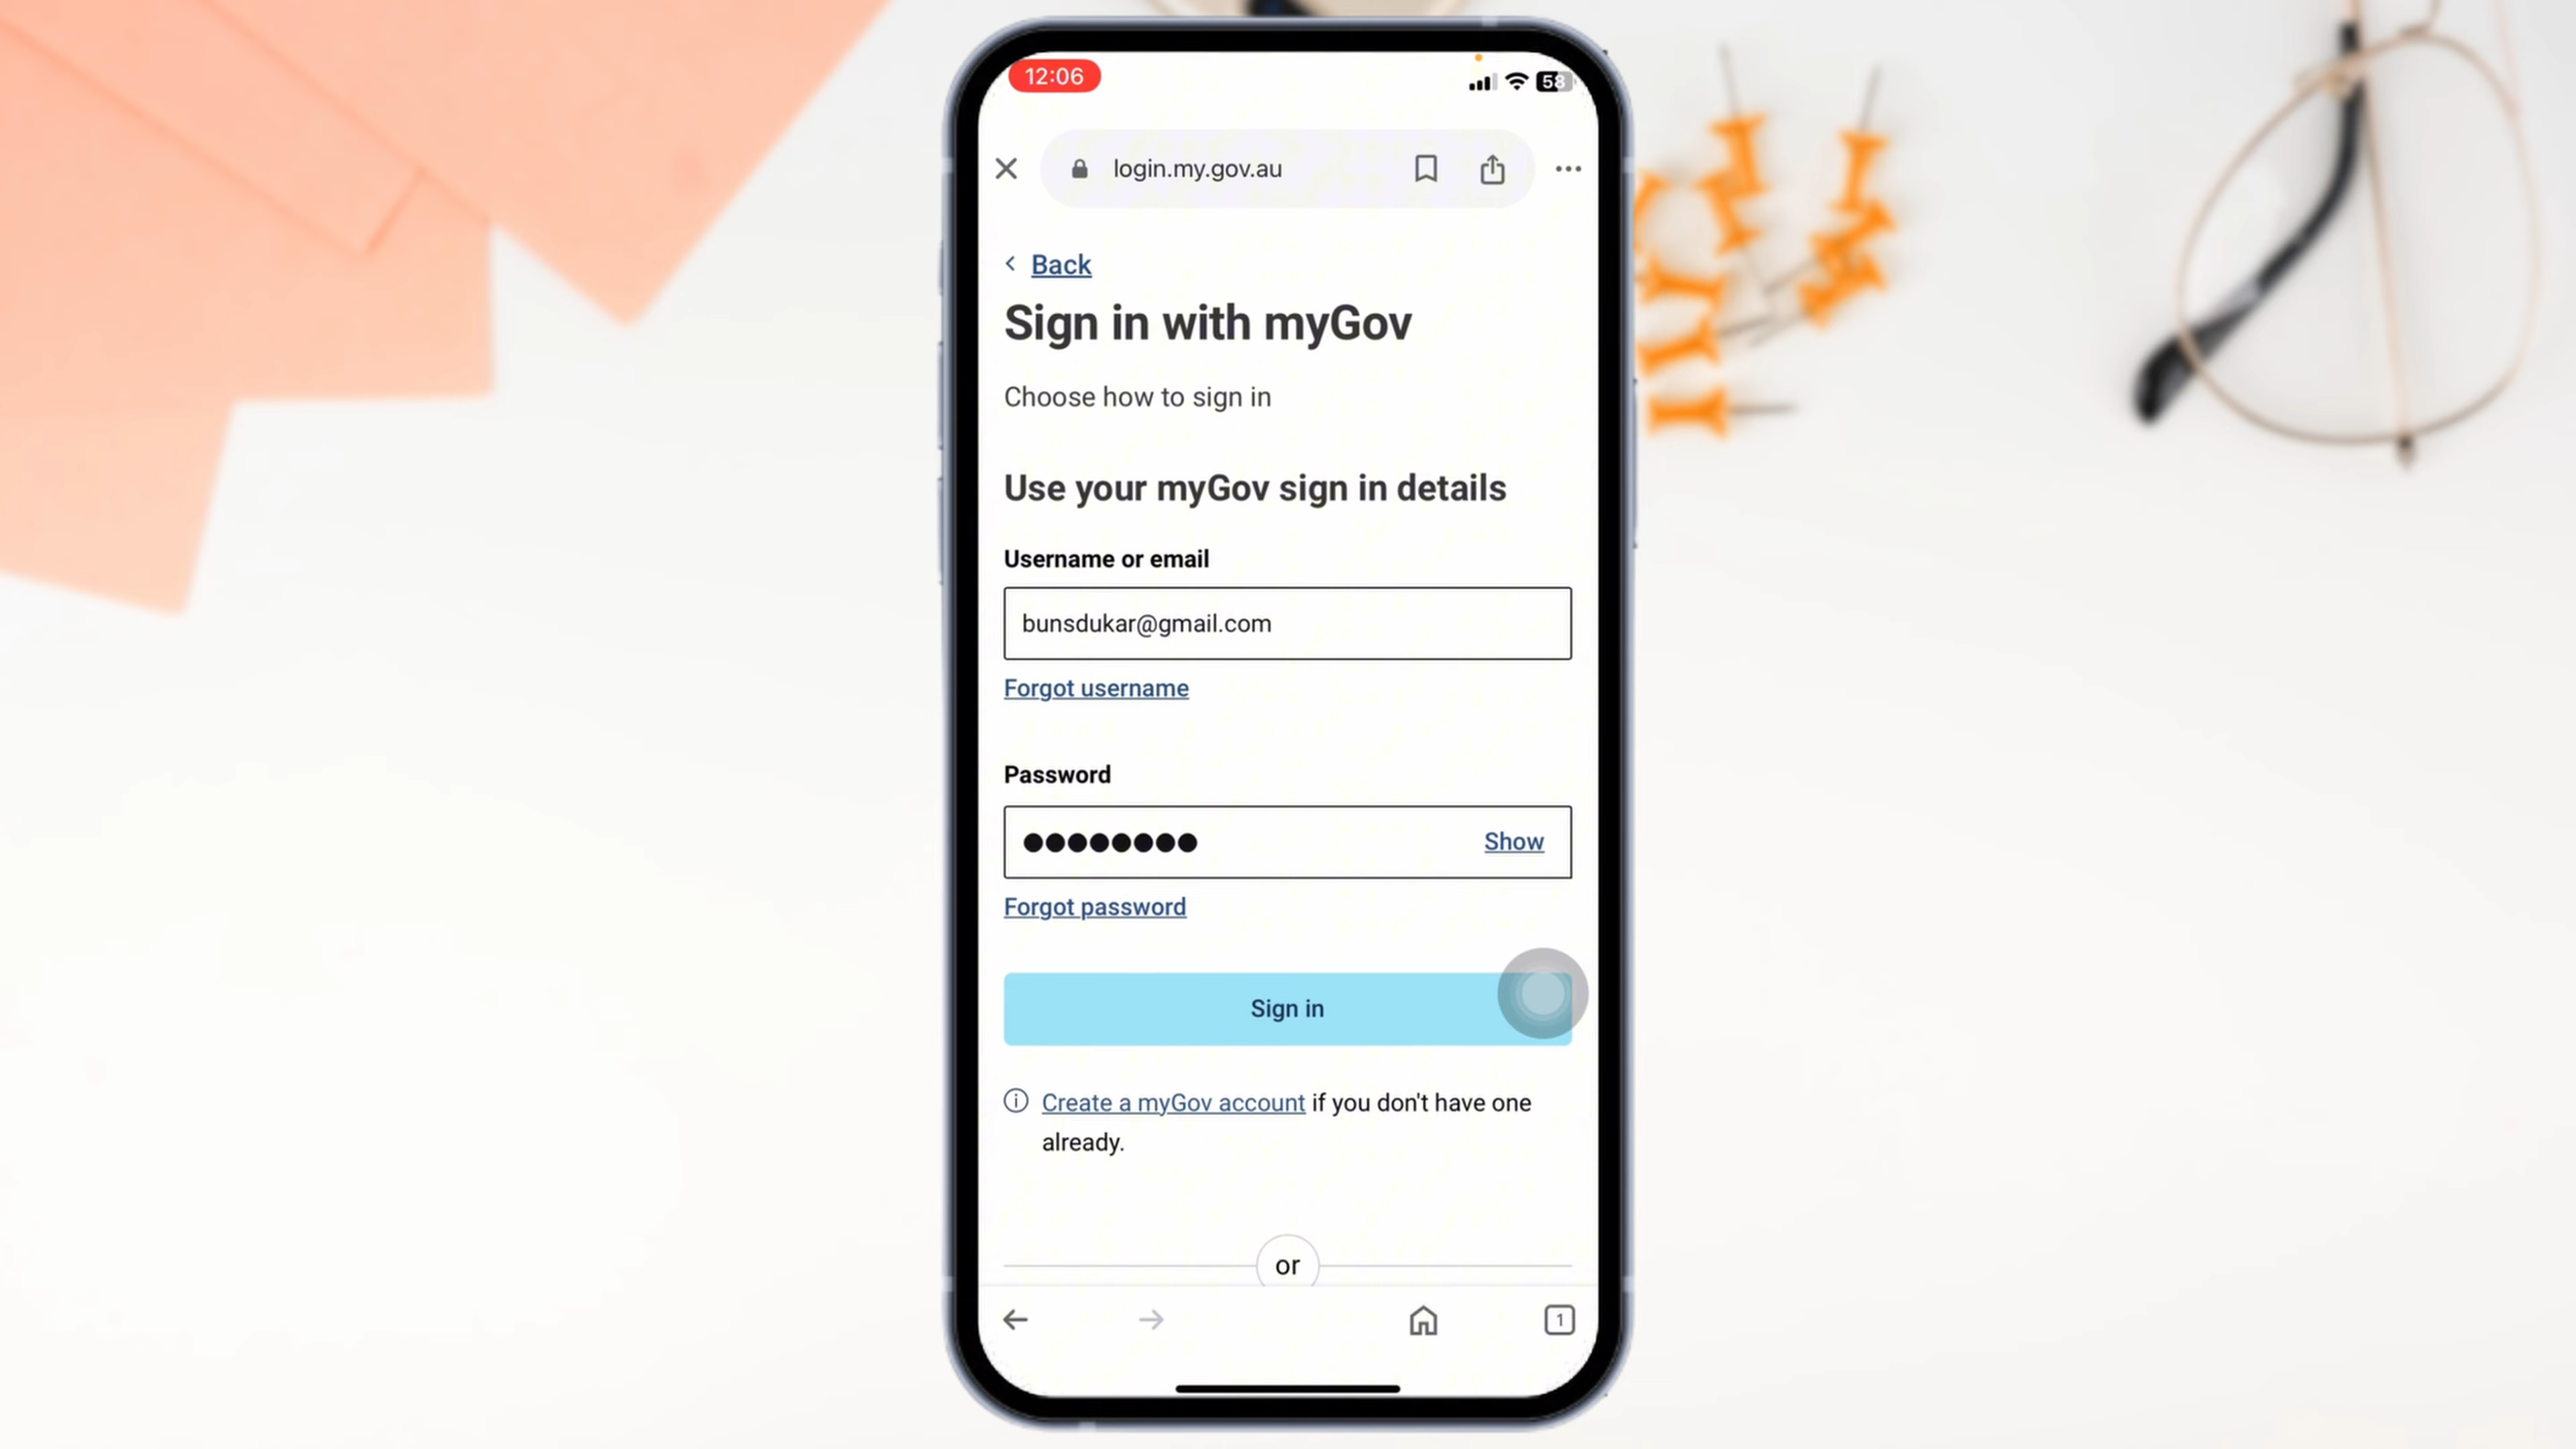 12:06
58
login.my.gov.au
Back
Sign in with myGov
Choose how to sign in
Use your myGov sign in details
Username or email
bunsdukar@gmail.com
Forgot username
Password
Show
Forgot password
Sign in
Create a myGov account if you don't have one
already.
or
1